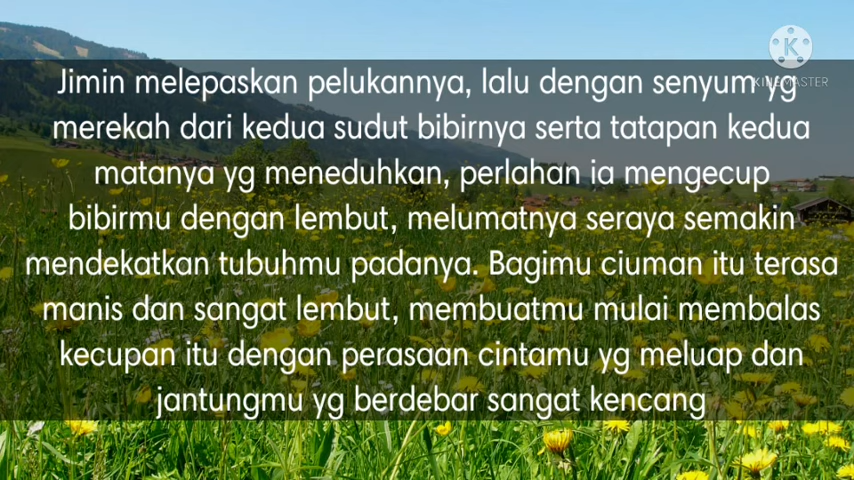 KINEMASTER
Jimin melepaskan pelukannya, lalu dengan senyum yg
merekah dari kedua sudut bibirnya serta tatapan kedua
matanya yg meneduhkan, perlahan ia mengecup
bibirmu dengan lembut, melumatnya seraya semakin
mendekatkan tubuhmu padanya. Bagimu ciuman itu terasa
manis dan sangat lembut, membuatmu mulai membalas
kecupan itu dengan perasaan cintamu yg meluap dan
jantungmu yg berdebar sangat kencang